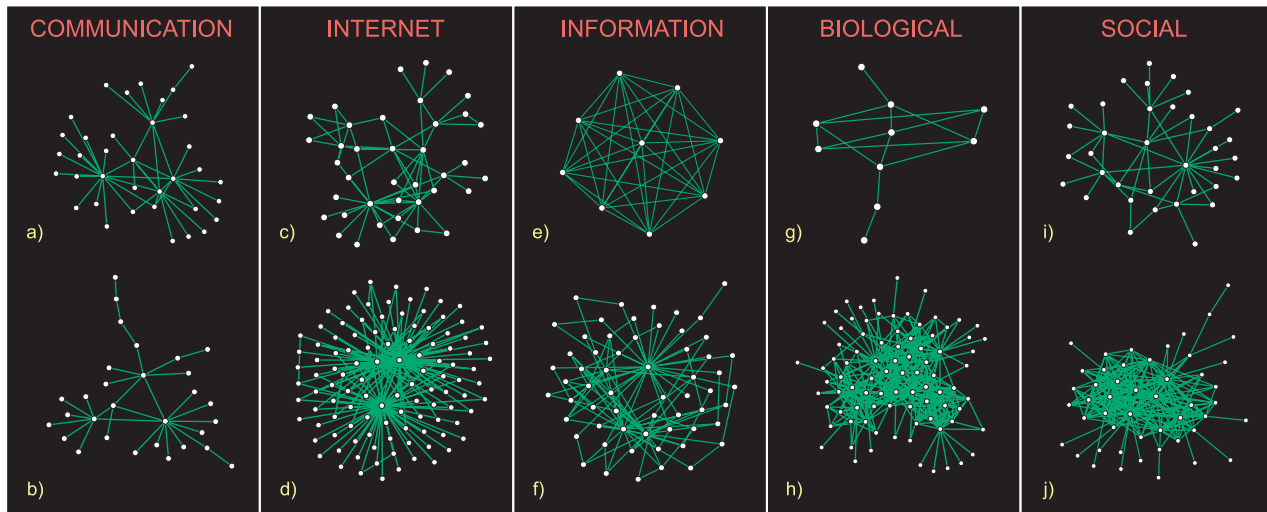 COMMUNICATION
INTERNET
INFORMATION
BIOLOGICAL
SOCIAL
a)
c)
e)
g)
i)
b)
d)
f)
h)
j)